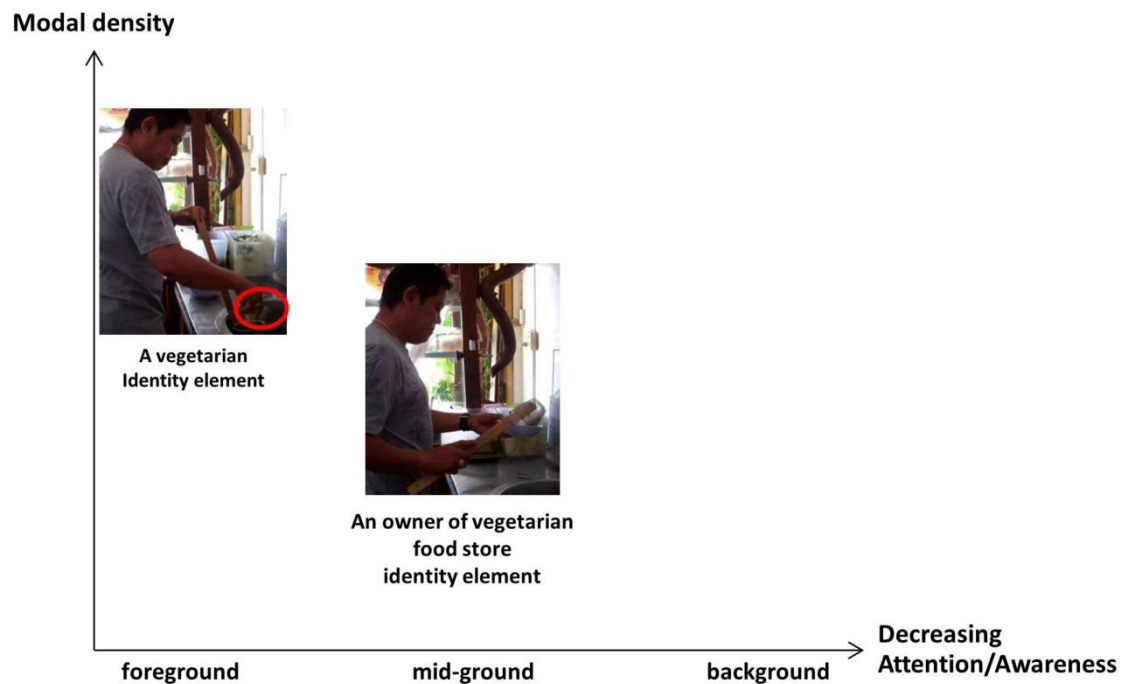 Modal density
A vegetarian
Identity element
An owner of vegetarian
food store
identity element
foreground
mid-ground
background
Decreasing
Attention/Awareness